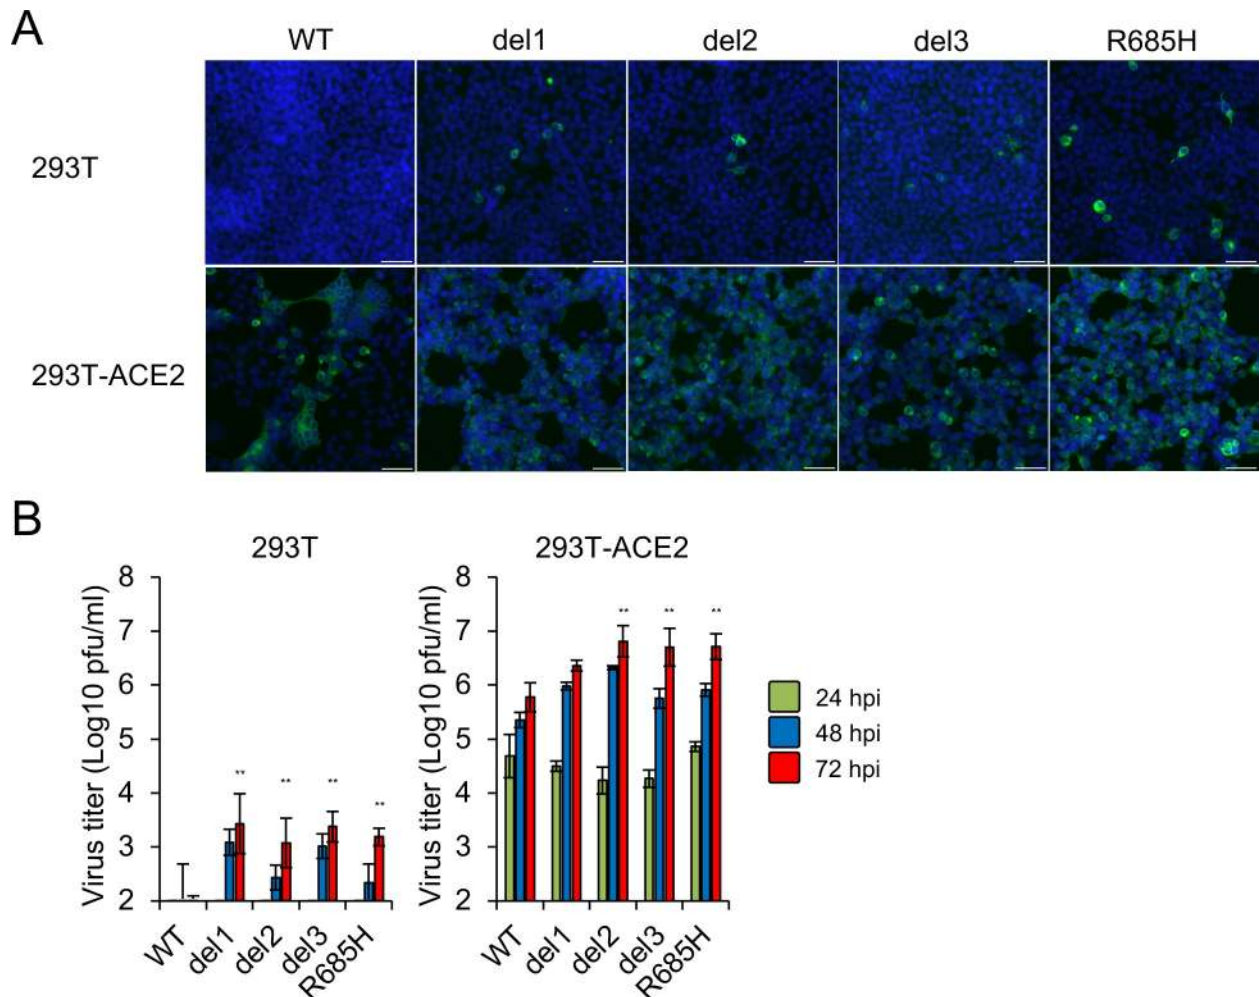 A
WT del1 del2 del3 R685H
293T
293T-ACE2
B
293T 293T-ACE2
Virus titer (Log10 pfu/ml)
8
7
6
5
4
3
2
** ** ** **
WT del1 del2 del3 R685H
Virus titer (Log10 pfu/ml)
8
7
6
5
4
3
2
** ** **
WT del1 del2 del3 R685H
24 hpi
48 hpi
72 hpi